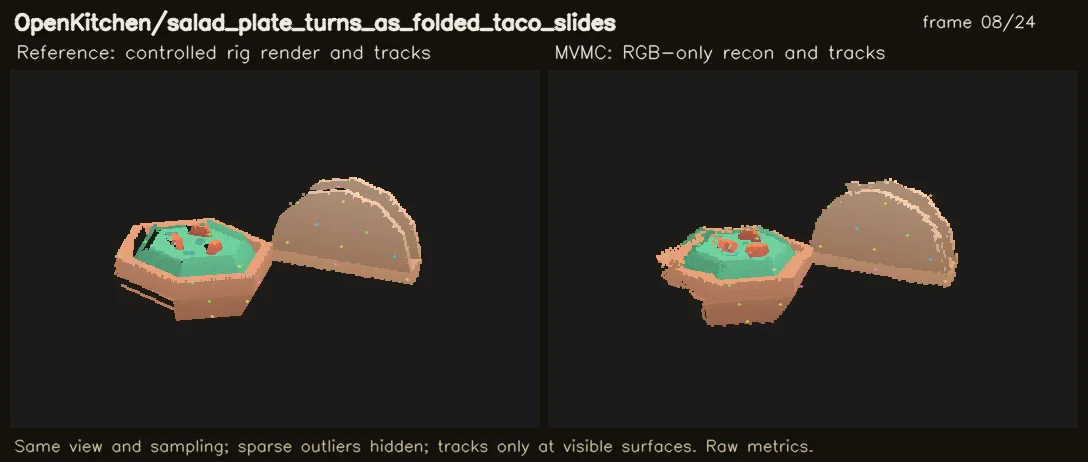 OpenKitchen/salad_plate_turns_as_folded_taco_slides
frame 08/24
Reference: controlled rig render and tracks
MVMC: RGB-only recon and tracks
Same view and sampling; sparse outliers hidden; tracks only at visible surfaces. Raw metrics.